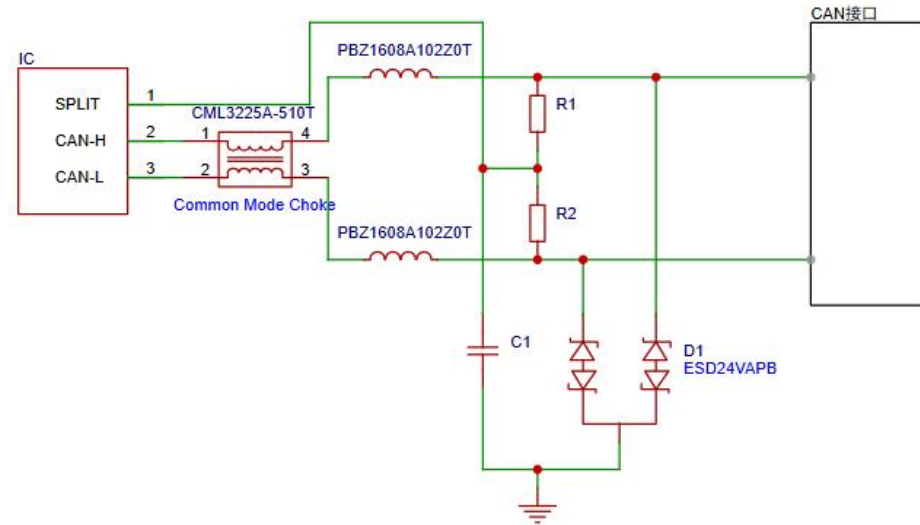 CAN接口
PBZ1608A102Z0T
IC
SPLIT
1
R1
CML3225A-510T
CAN-H
2
1
4
CAN-L
3
2
3
Common Mode Choke
R2
PBZ1608A102Z0T
C1
D1
ESD24VAPB